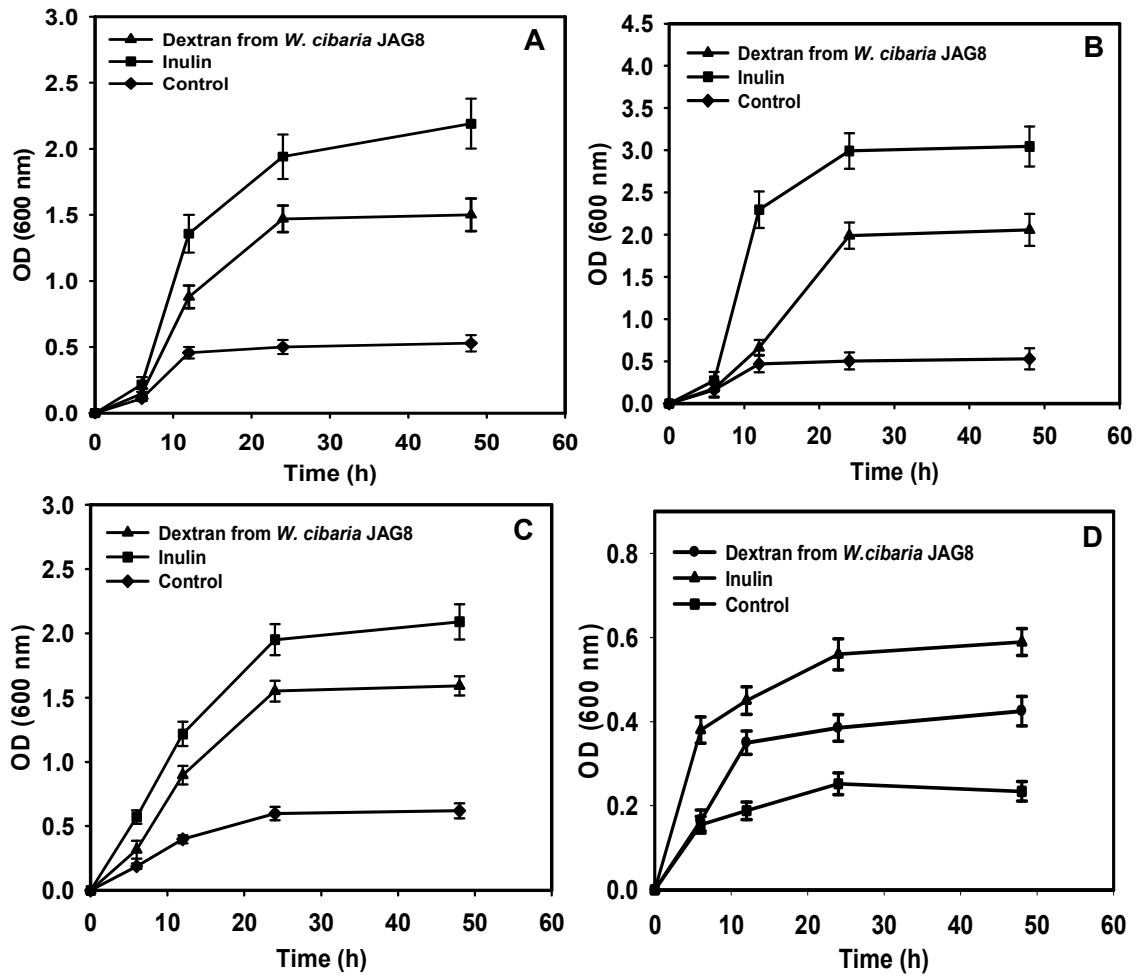 A
Dextran from W. cibaria JAG8
Inulin
Control
OD (600 nm)
3.0
2.5
2.0
1.5
1.0
0.5
0.0
0 10 20 30 40 50 60
Time (h)
B
Dextran from W. cibaria JAG8
Inulin
Control
OD (600 nm)
4.5
4.0
3.5
3.0
2.5
2.0
1.5
1.0
0.5
0.0
0 10 20 30 40 50 60
Time (h)
C
Dextran from W. cibaria JAG8
Inulin
Control
OD (600 nm)
3.0
2.5
2.0
1.5
1.0
0.5
0.0
0 10 20 30 40 50 60
Time (h)
D
Dextran from W.cibaria JAG8
Inulin
Control
OD (600 nm)
0.8
0.6
0.4
0.2
0.0
0 10 20 30 40 50 60
Time (h)